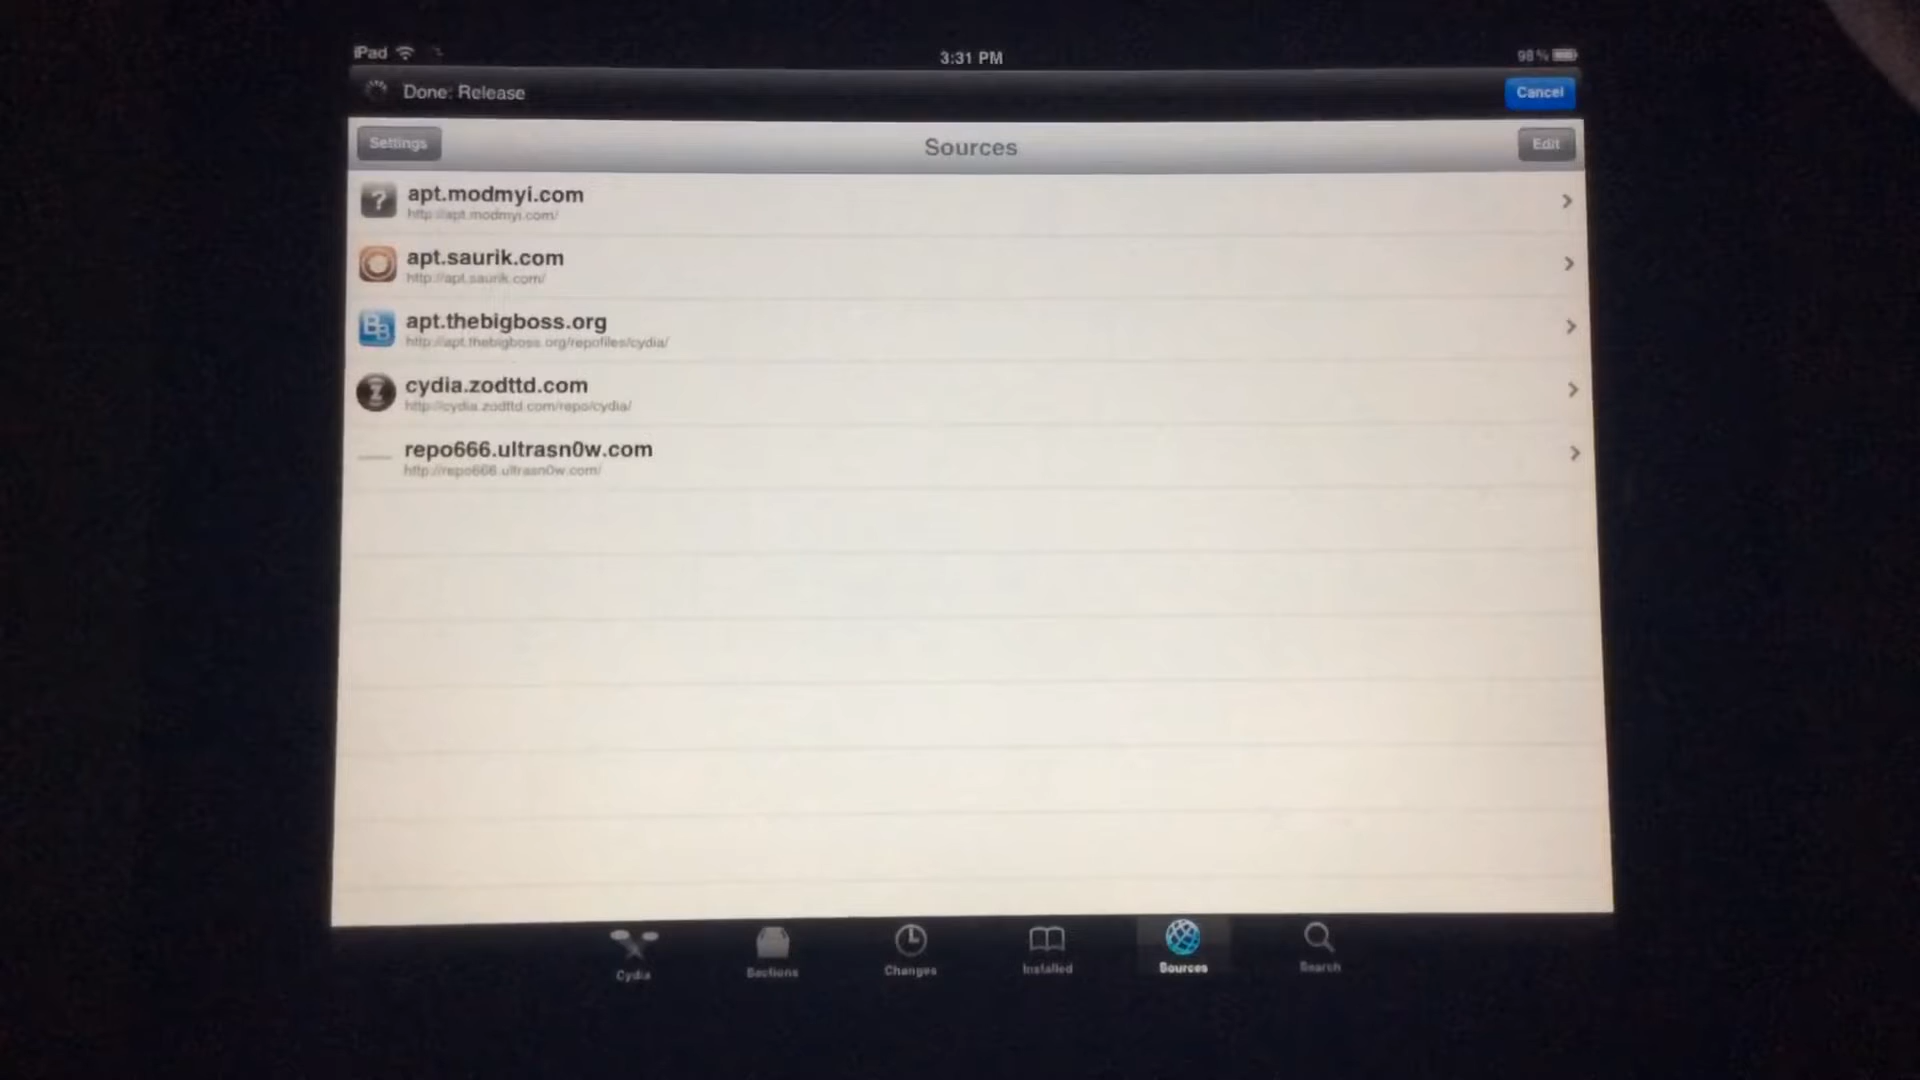 iPad
3:31 PM
98%
Done: Release
Cancel
Settings
Sources
Edit
?
apt.modmyi.com
http://apt.modmyi.com/
apt.saurik.com
http://apt.saurik.com/
BB
apt.thebigboss.org
http://apt.thebigboss.org/repofiles/cydia/
Z
cydia.zodttd.com
http://cydia.zodttd.com/repo/cydia/
repo666.ultrasn0w.com
http://repo666.ultrasn0w.com/
Cydia
Sections
Changes
Installed
Sources
Search